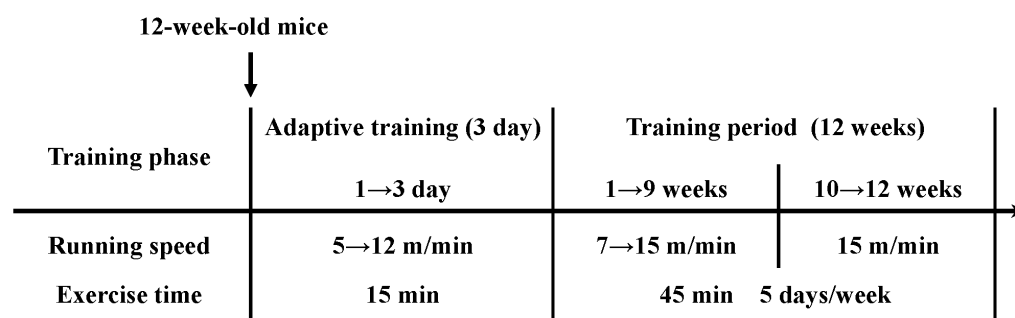 12-week-old mice
Adaptive training (3 day) Training period (12 weeks)
Training phase
1→3 day 1→9 weeks 10→12 weeks
Running speed 5→12 m/min 7→15 m/min 15 m/min
Exercise time 15 min 45 min 5 days/week